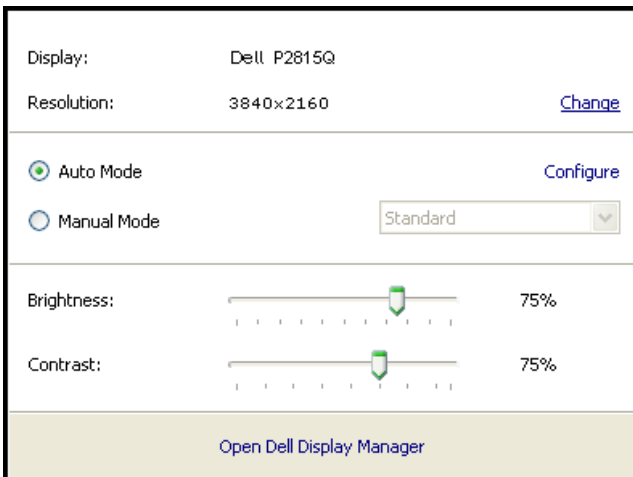 Display: Dell P2815Q
Resolution: 3840x2160 Change
Auto Mode Configure
Manual Mode Standard
Brightness: 75%
Contrast: 75%
Open Dell Display Manager